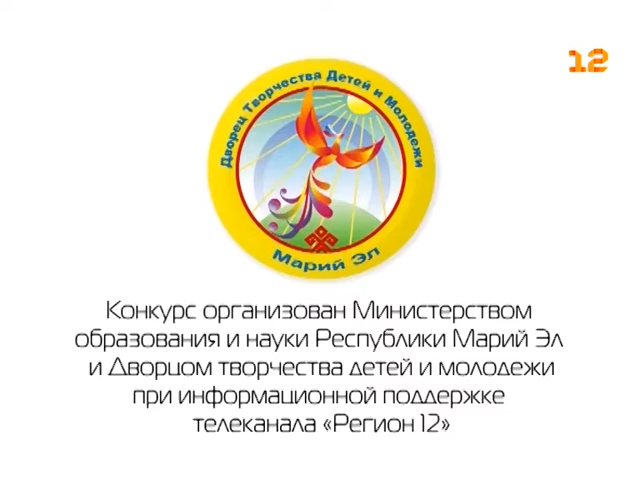 12
Дворец Творчества Детей и Молодежи
Марий Эл
Конкурс организован Министерством
образования и науки Республики Марий Эл
и Дворцом творчества детей и молодежи
при информационной поддержке
телеканала «Регион 12»